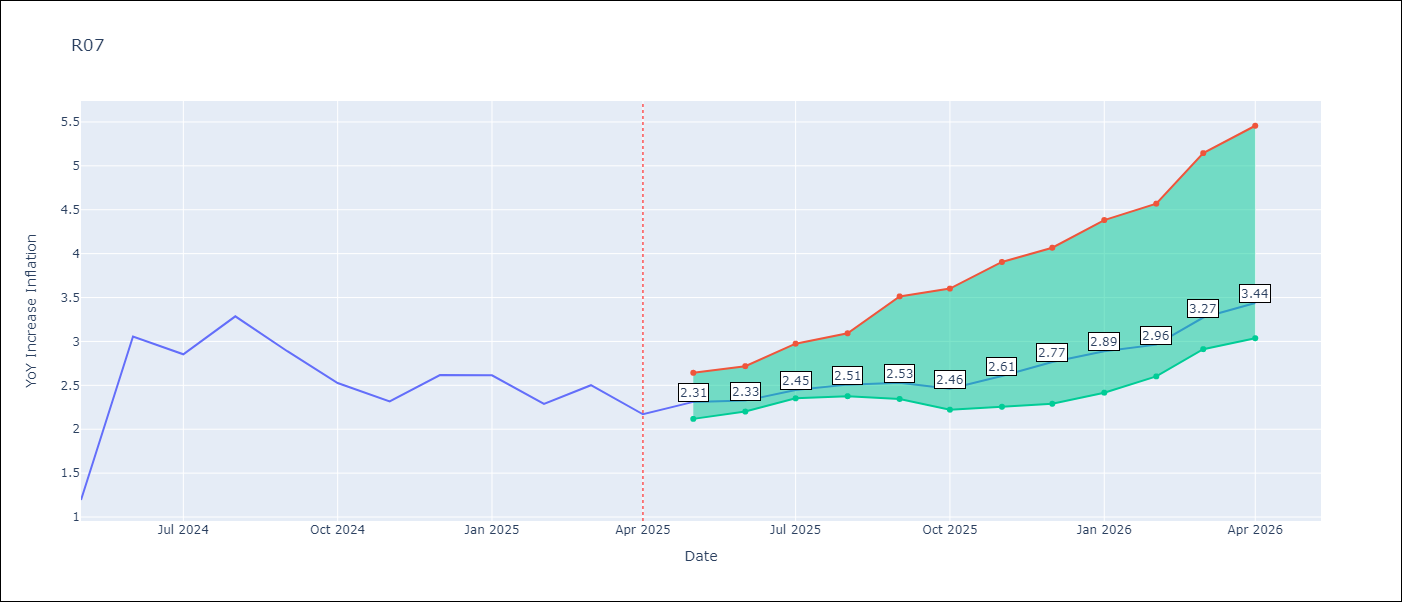 R07
YoY Increase Inflation
5.5
5
4.5
4
3.5
3
2.5
2
1.5
1
2.31
2.33
2.45
2.51
2.53
2.46
2.61
2.77
2.89
2.96
3.27
3.44
Jul 2024
Oct 2024
Jan 2025
Apr 2025
Jul 2025
Oct 2025
Jan 2026
Apr 2026
Date